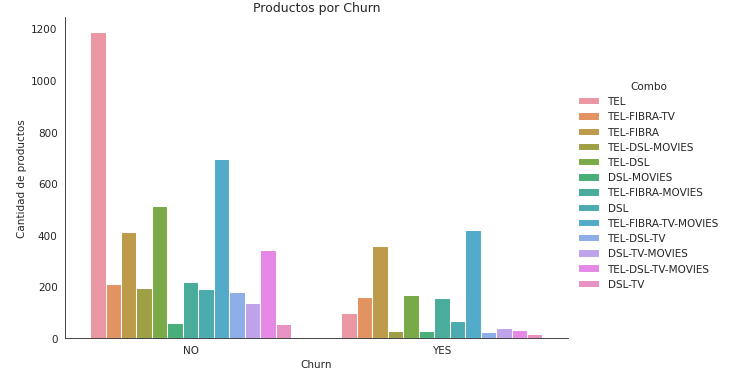 Productos por Churn
1200
1000
800
600
400
200
0
Cantidad de productos
NO
YES
Churn
Combo
TEL
TEL-FIBRA-TV
TEL-FIBRA
TEL-DSL-MOVIES
TEL-DSL
DSL-MOVIES
TEL-FIBRA-MOVIES
DSL
TEL-FIBRA-TV-MOVIES
TEL-DSL-TV
DSL-TV-MOVIES
TEL-DSL-TV-MOVIES
DSL-TV